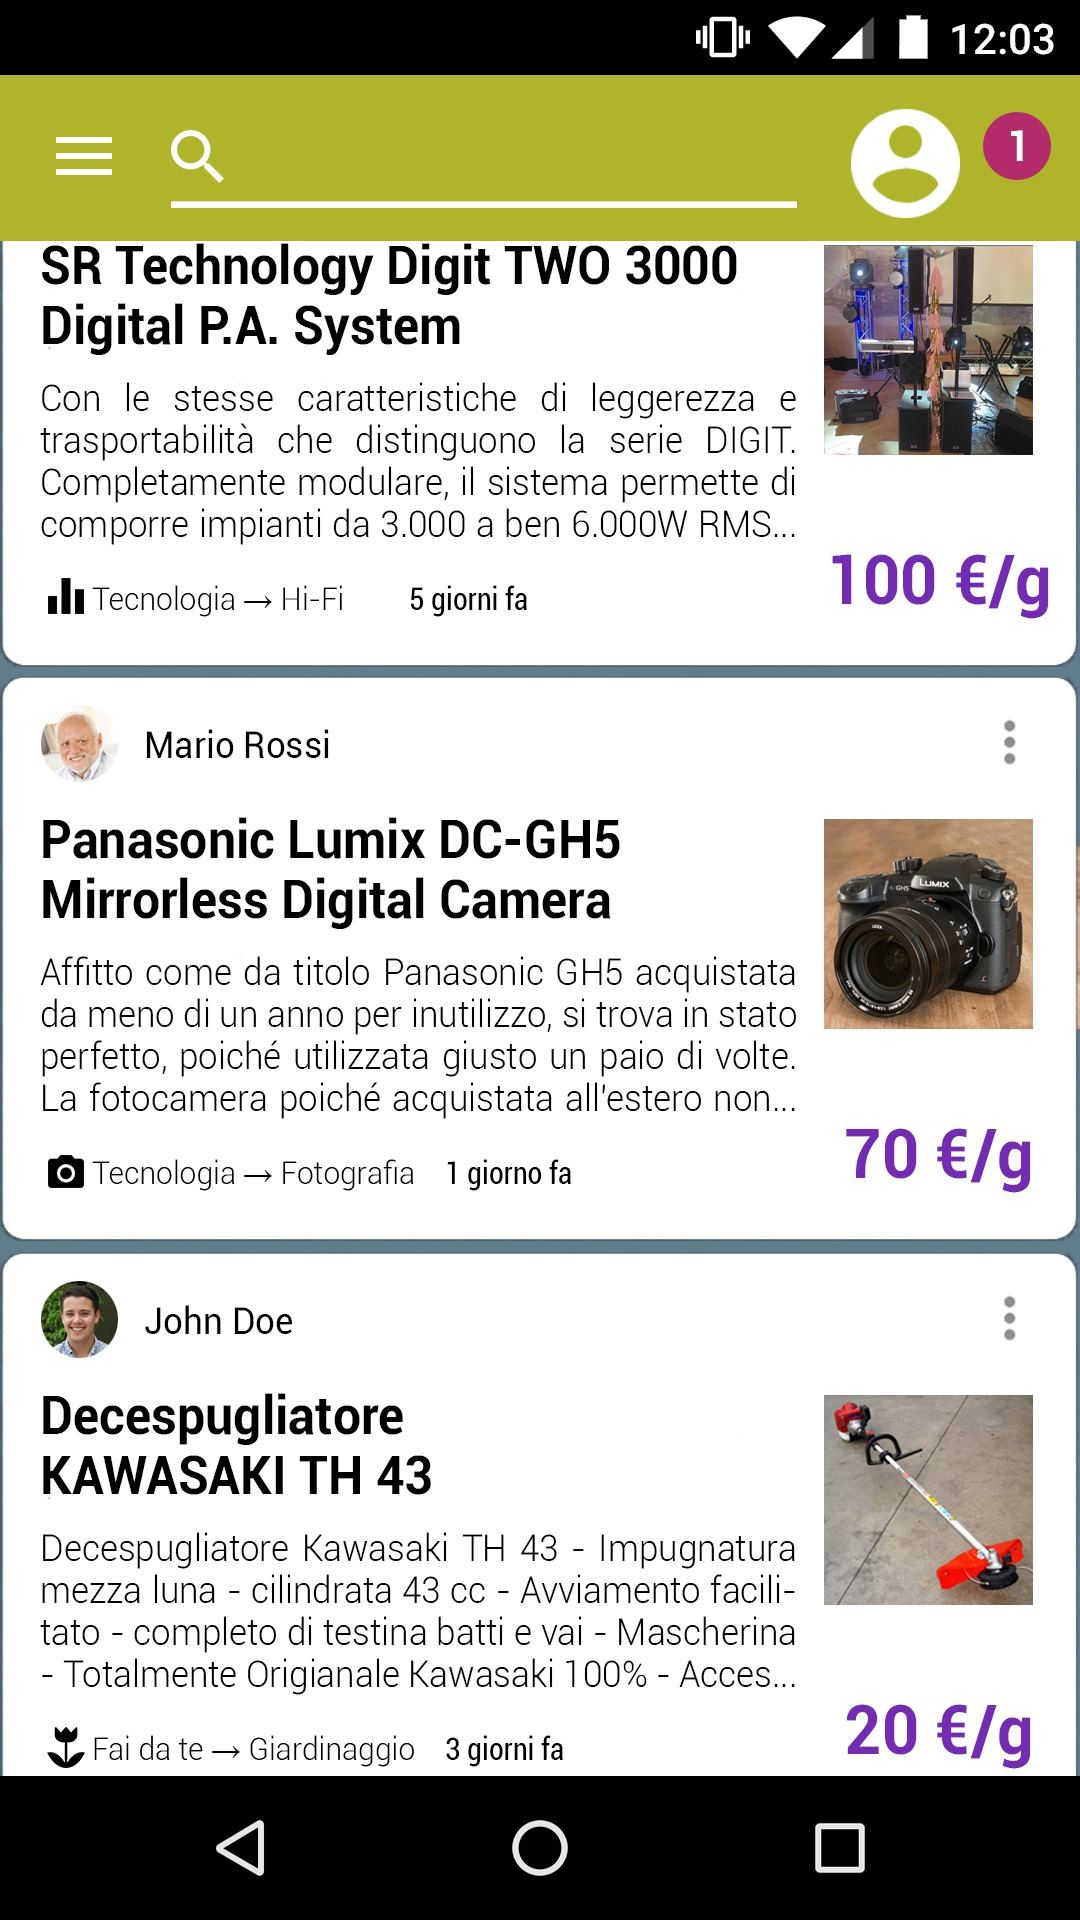 12:03
1
SR Technology Digit TWO 3000
Digital P.A. System
Con le stesse caratteristiche di leggerezza e
trasportabilità che distinguono la serie DIGIT.
Completamente modulare, il sistema permette di
comporre impianti da 3.000 a ben 6.000W RMS...
100 €/g
Tecnologia → Hi-Fi 5 giorni fa
Mario Rossi
Panasonic Lumix DC-GH5
Mirrorless Digital Camera
GH5 LUMIX
Affitto come da titolo Panasonic GH5 acquistata
da meno di un anno per inutilizzo, si trova in stato
perfetto, poiché utilizzata giusto un paio di volte.
La fotocamera poiché acquistata all'estero non...
70 €/g
Tecnologia → Fotografia 1 giorno fa
John Doe
Decespugliatore
KAWASAKI TH 43
Decespugliatore Kawasaki TH 43 - Impugnatura
mezza luna - cilindrata 43 cc - Avviamento facili-
tato - completo di testina batti e vai - Mascherina
- Totalmente Origianale Kawasaki 100% - Acces...
20 €/g
Fai da te → Giardinaggio 3 giorni fa